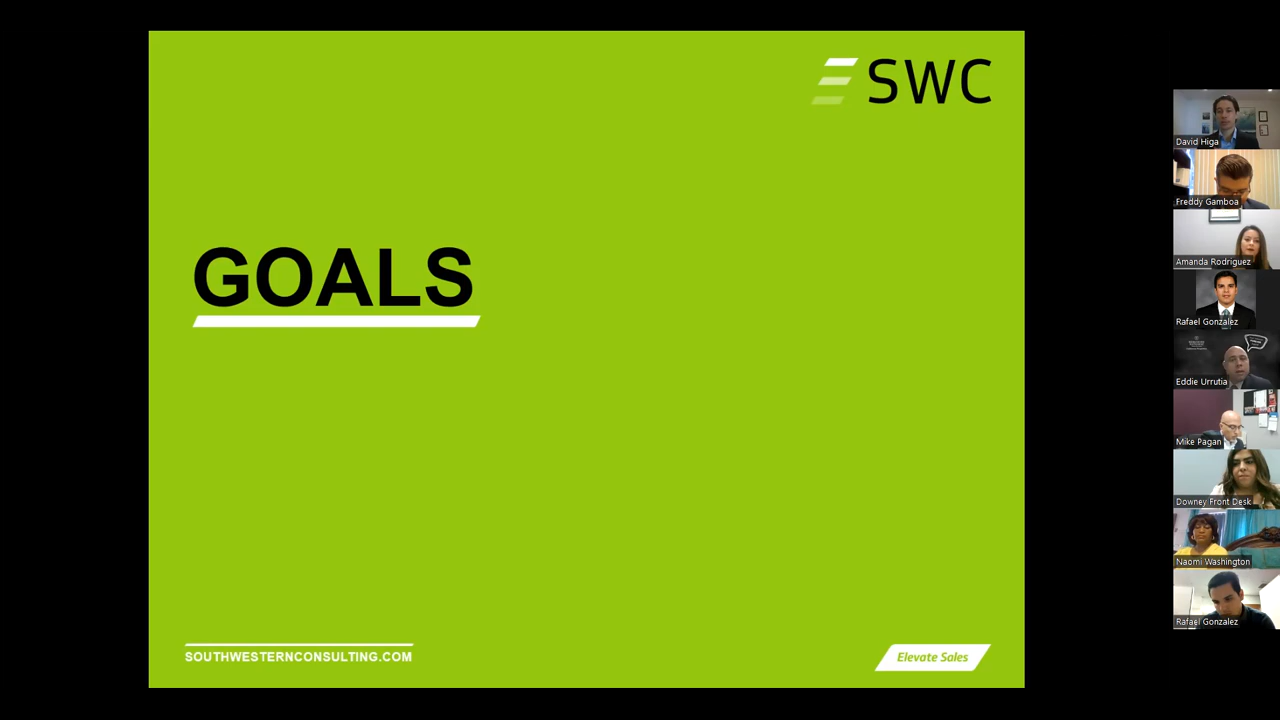 SWC
GOALS
SOUTHWESTERNCONSULTING.COM
Elevate Sales
David Higa
Freddy Gamboa
Amanda Rodriguez
Rafael Gonzalez
Eddie Urrutia
Mike Pagan
Downey Front Desk
Naomi Washington
Rafael Gonzalez